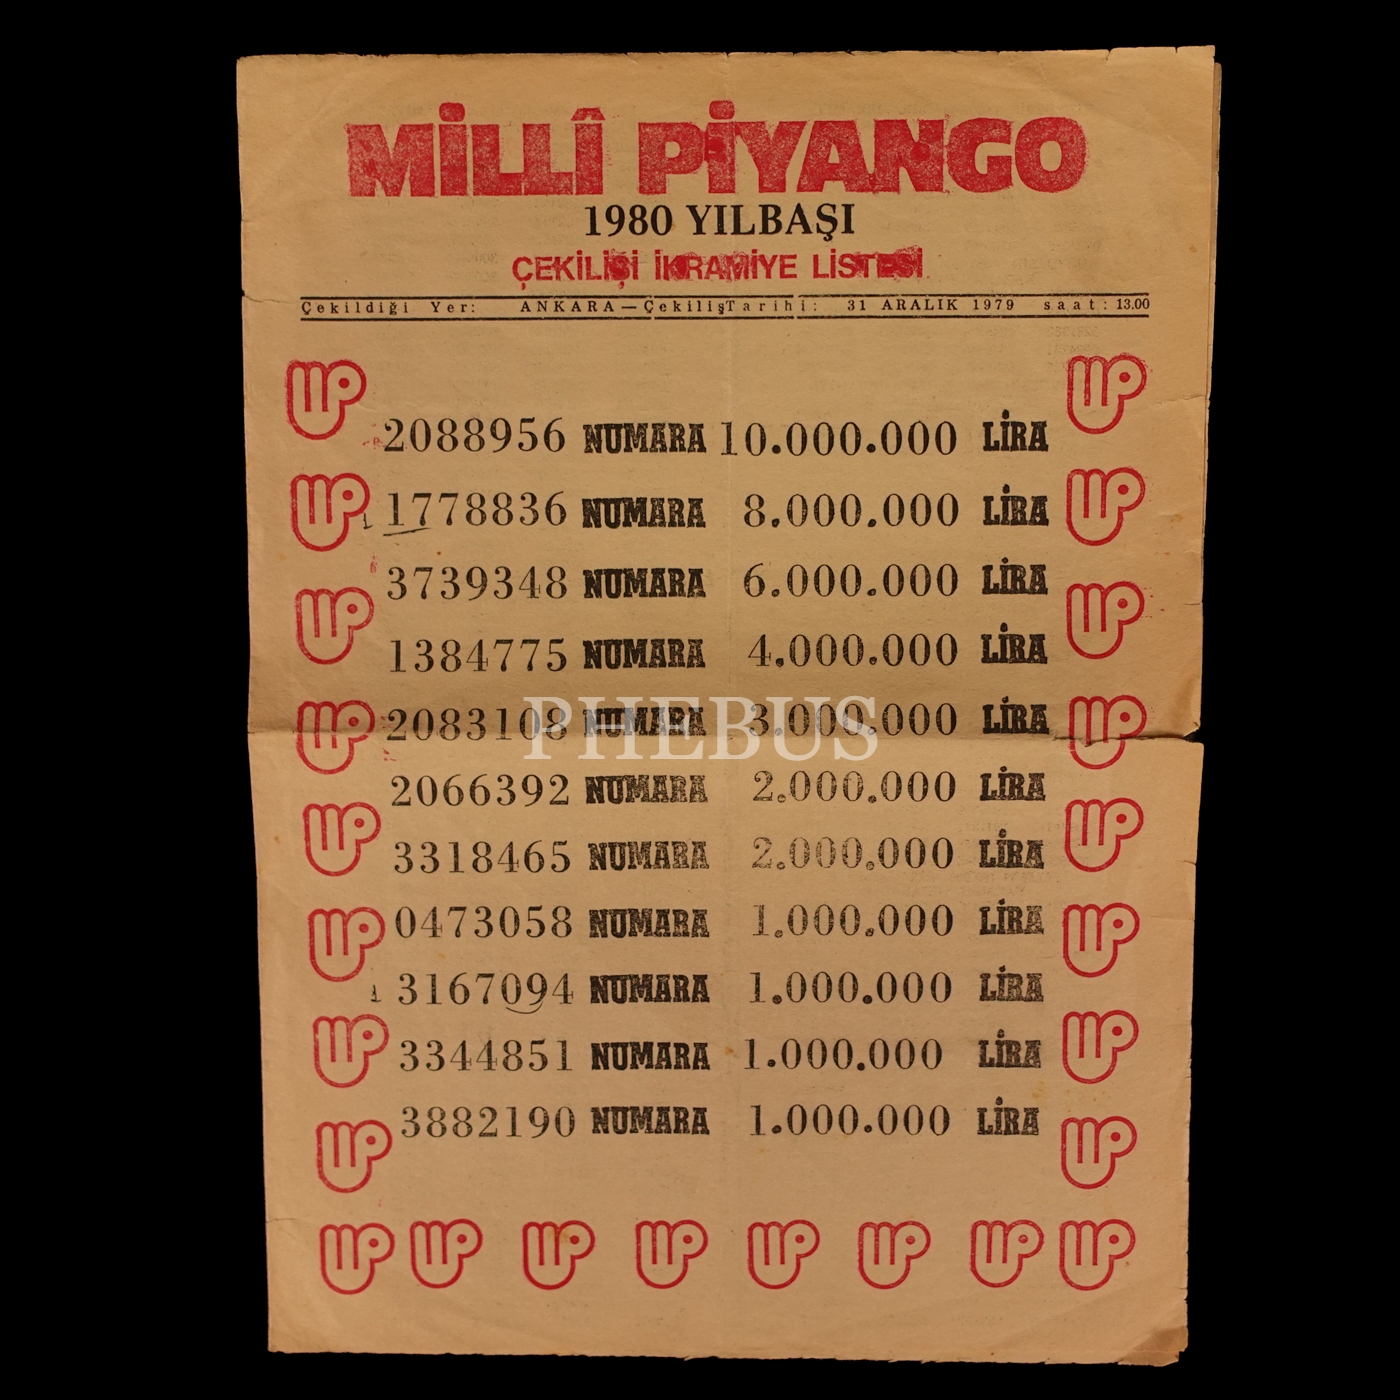 MİLLÎ PİYANGO
1980 YILBAŞI
ÇEKİLİŞİ İKRAMİYE LİSTESİ
Çekildiği Yer: ANKARA — Çekiliş Tarihi: 31 ARALIK 1979 saat: 13.00
2088956 NUMARA 10.000.000 LİRA
1778836 NUMARA 8.000.000 LİRA
3739348 NUMARA 6.000.000 LİRA
1384775 NUMARA 4.000.000 LİRA
2083108 NUMARA 3.000.000 LİRA
PHEBUS
2066392 NUMARA 2.000.000 LİRA
3318465 NUMARA 2.000.000 LİRA
0473058 NUMARA 1.000.000 LİRA
3167094 NUMARA 1.000.000 LİRA
3344851 NUMARA 1.000.000 LİRA
3882190 NUMARA 1.000.000 LİRA